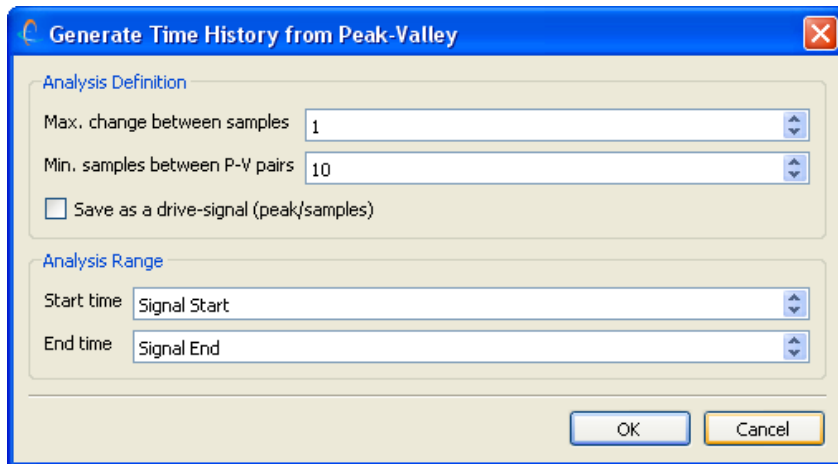 Generate Time History from Peak-Valley
Analysis Definition
Max. change between samples 1
Min. samples between P-V pairs 10
Save as a drive-signal (peak/samples)
Analysis Range
Start time Signal Start
End time Signal End
OK Cancel